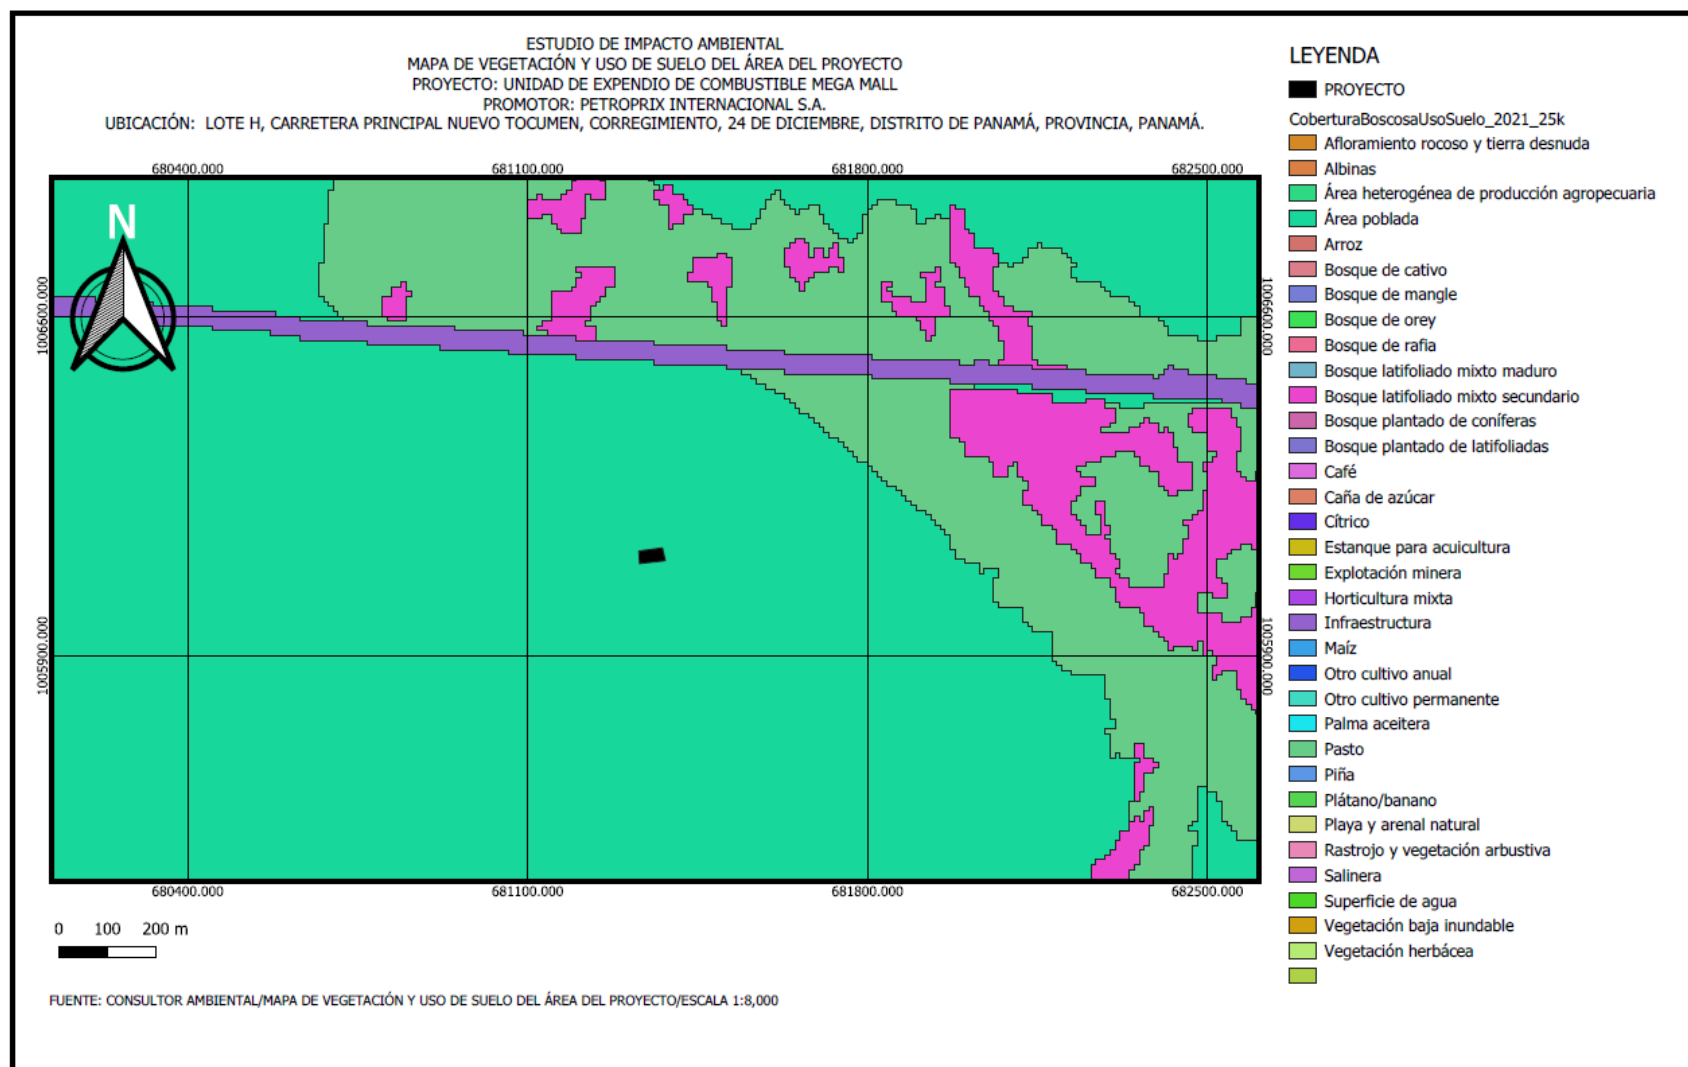 ESTUDIO DE IMPACTO AMBIENTAL
MAPA DE VEGETACIÓN Y USO DE SUELO DEL ÁREA DEL PROYECTO
PROYECTO: UNIDAD DE EXPENDIO DE COMBUSTIBLE MEGA MALL
PROMOTOR: PETROPRIX INTERNACIONAL S.A.
UBICACIÓN: LOTE H, CARRETERA PRINCIPAL NUEVO TOCUMEN, CORREGIMIENTO, 24 DE DICIEMBRE, DISTRITO DE PANAMÁ, PROVINCIA, PANAMÁ.
680400.000 681100.000 681800.000 682500.000
N
1006600.000 1006600.000
1005900.000 1005900.000
680400.000 681100.000 681800.000 682500.000
0 100 200 m
FUENTE: CONSULTOR AMBIENTAL/MAPA DE VEGETACIÓN Y USO DE SUELO DEL ÁREA DEL PROYECTO/ESCALA 1:8,000
LEYENDA
PROYECTO
CoberturaBoscosaUsoSuelo_2021_25k
Afloramiento rocoso y tierra desnuda
Albinas
Área heterogénea de producción agropecuaria
Área poblada
Arroz
Bosque de cativo
Bosque de mangle
Bosque de orey
Bosque de rafia
Bosque latifoliado mixto maduro
Bosque latifoliado mixto secundario
Bosque plantado de coníferas
Bosque plantado de latifoliadas
Café
Caña de azúcar
Cítrico
Estanque para acuicultura
Explotación minera
Horticultura mixta
Infraestructura
Maíz
Otro cultivo anual
Otro cultivo permanente
Palma aceitera
Pasto
Piña
Plátano/banano
Playa y arenal natural
Rastrojo y vegetación arbustiva
Salinera
Superficie de agua
Vegetación baja inundable
Vegetación herbácea